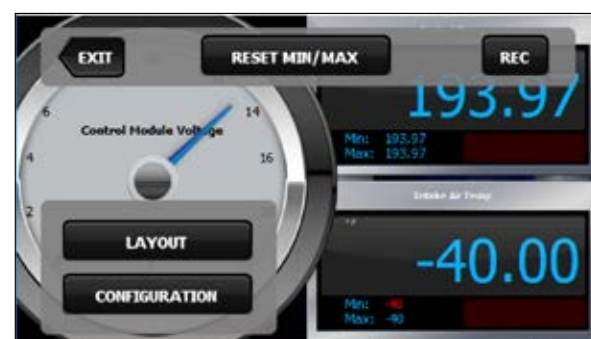 EXIT
RESET MIN/MAX
REC
193.97
Min: 193.97
Max: 193.97
6
14
Control Module Voltage
4
16
2
Intake Air Temp
-40.00
Min: -40
Max: -40
LAYOUT
CONFIGURATION